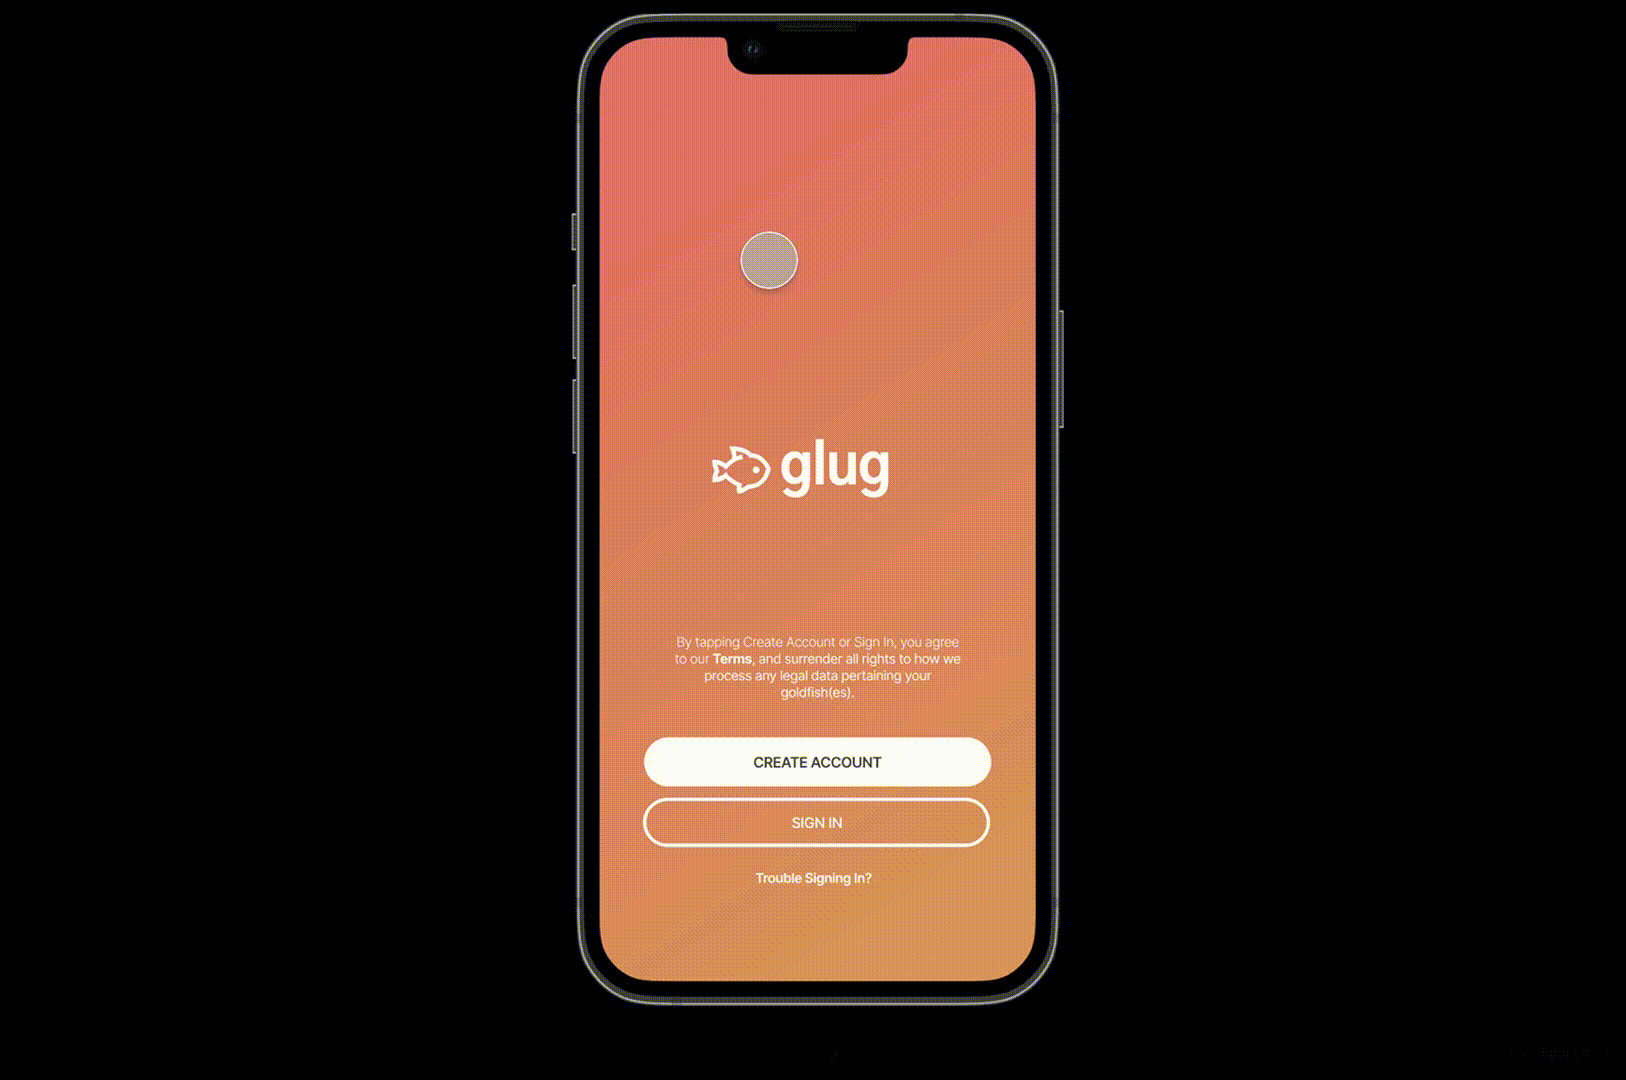 glug
By tapping Create Account or Sign In, you agree
to our Terms, and surrender all rights to how we
process any legal data pertaining your
goldfish(es).
CREATE ACCOUNT
SIGN IN
Trouble Signing In?